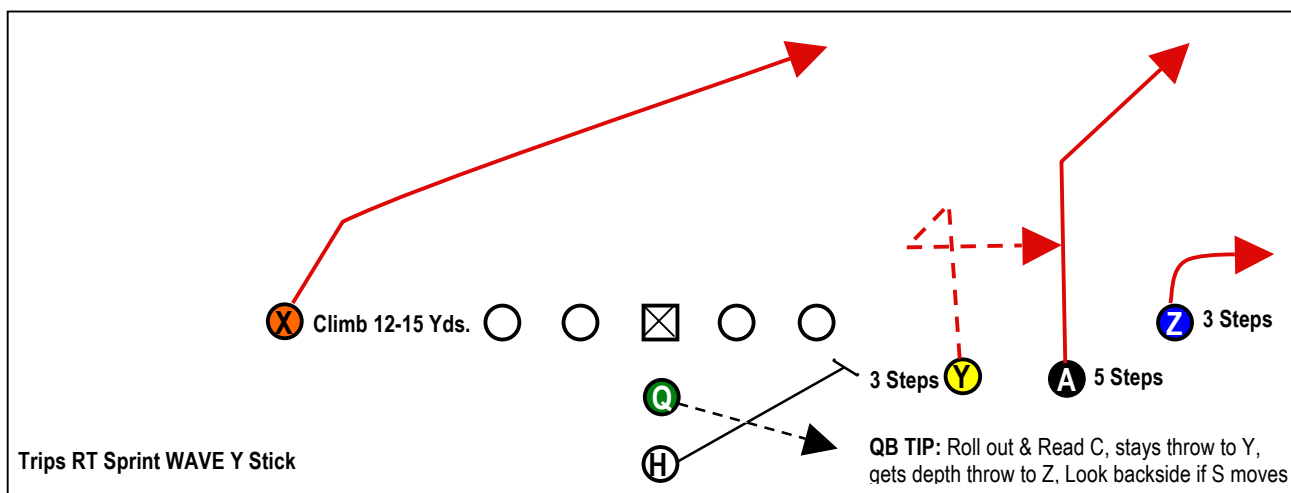 X Climb 12-15 Yds. Z 3 Steps
3 Steps Y A 5 Steps
Q
H
QB TIP: Roll out & Read C, stays throw to Y,
gets depth throw to Z, Look backside if S moves
Trips RT Sprint WAVE Y Stick